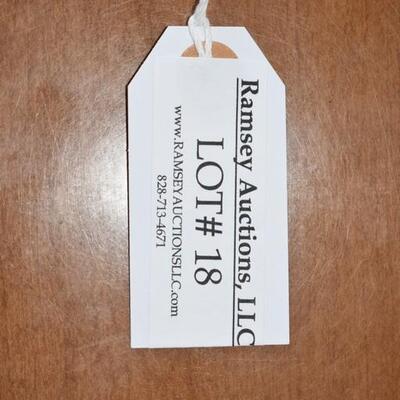 Ramsey Auctions, LLC
LOT# 18
www.RAMSEYAUCTIONSLLC.com
828-713-4671